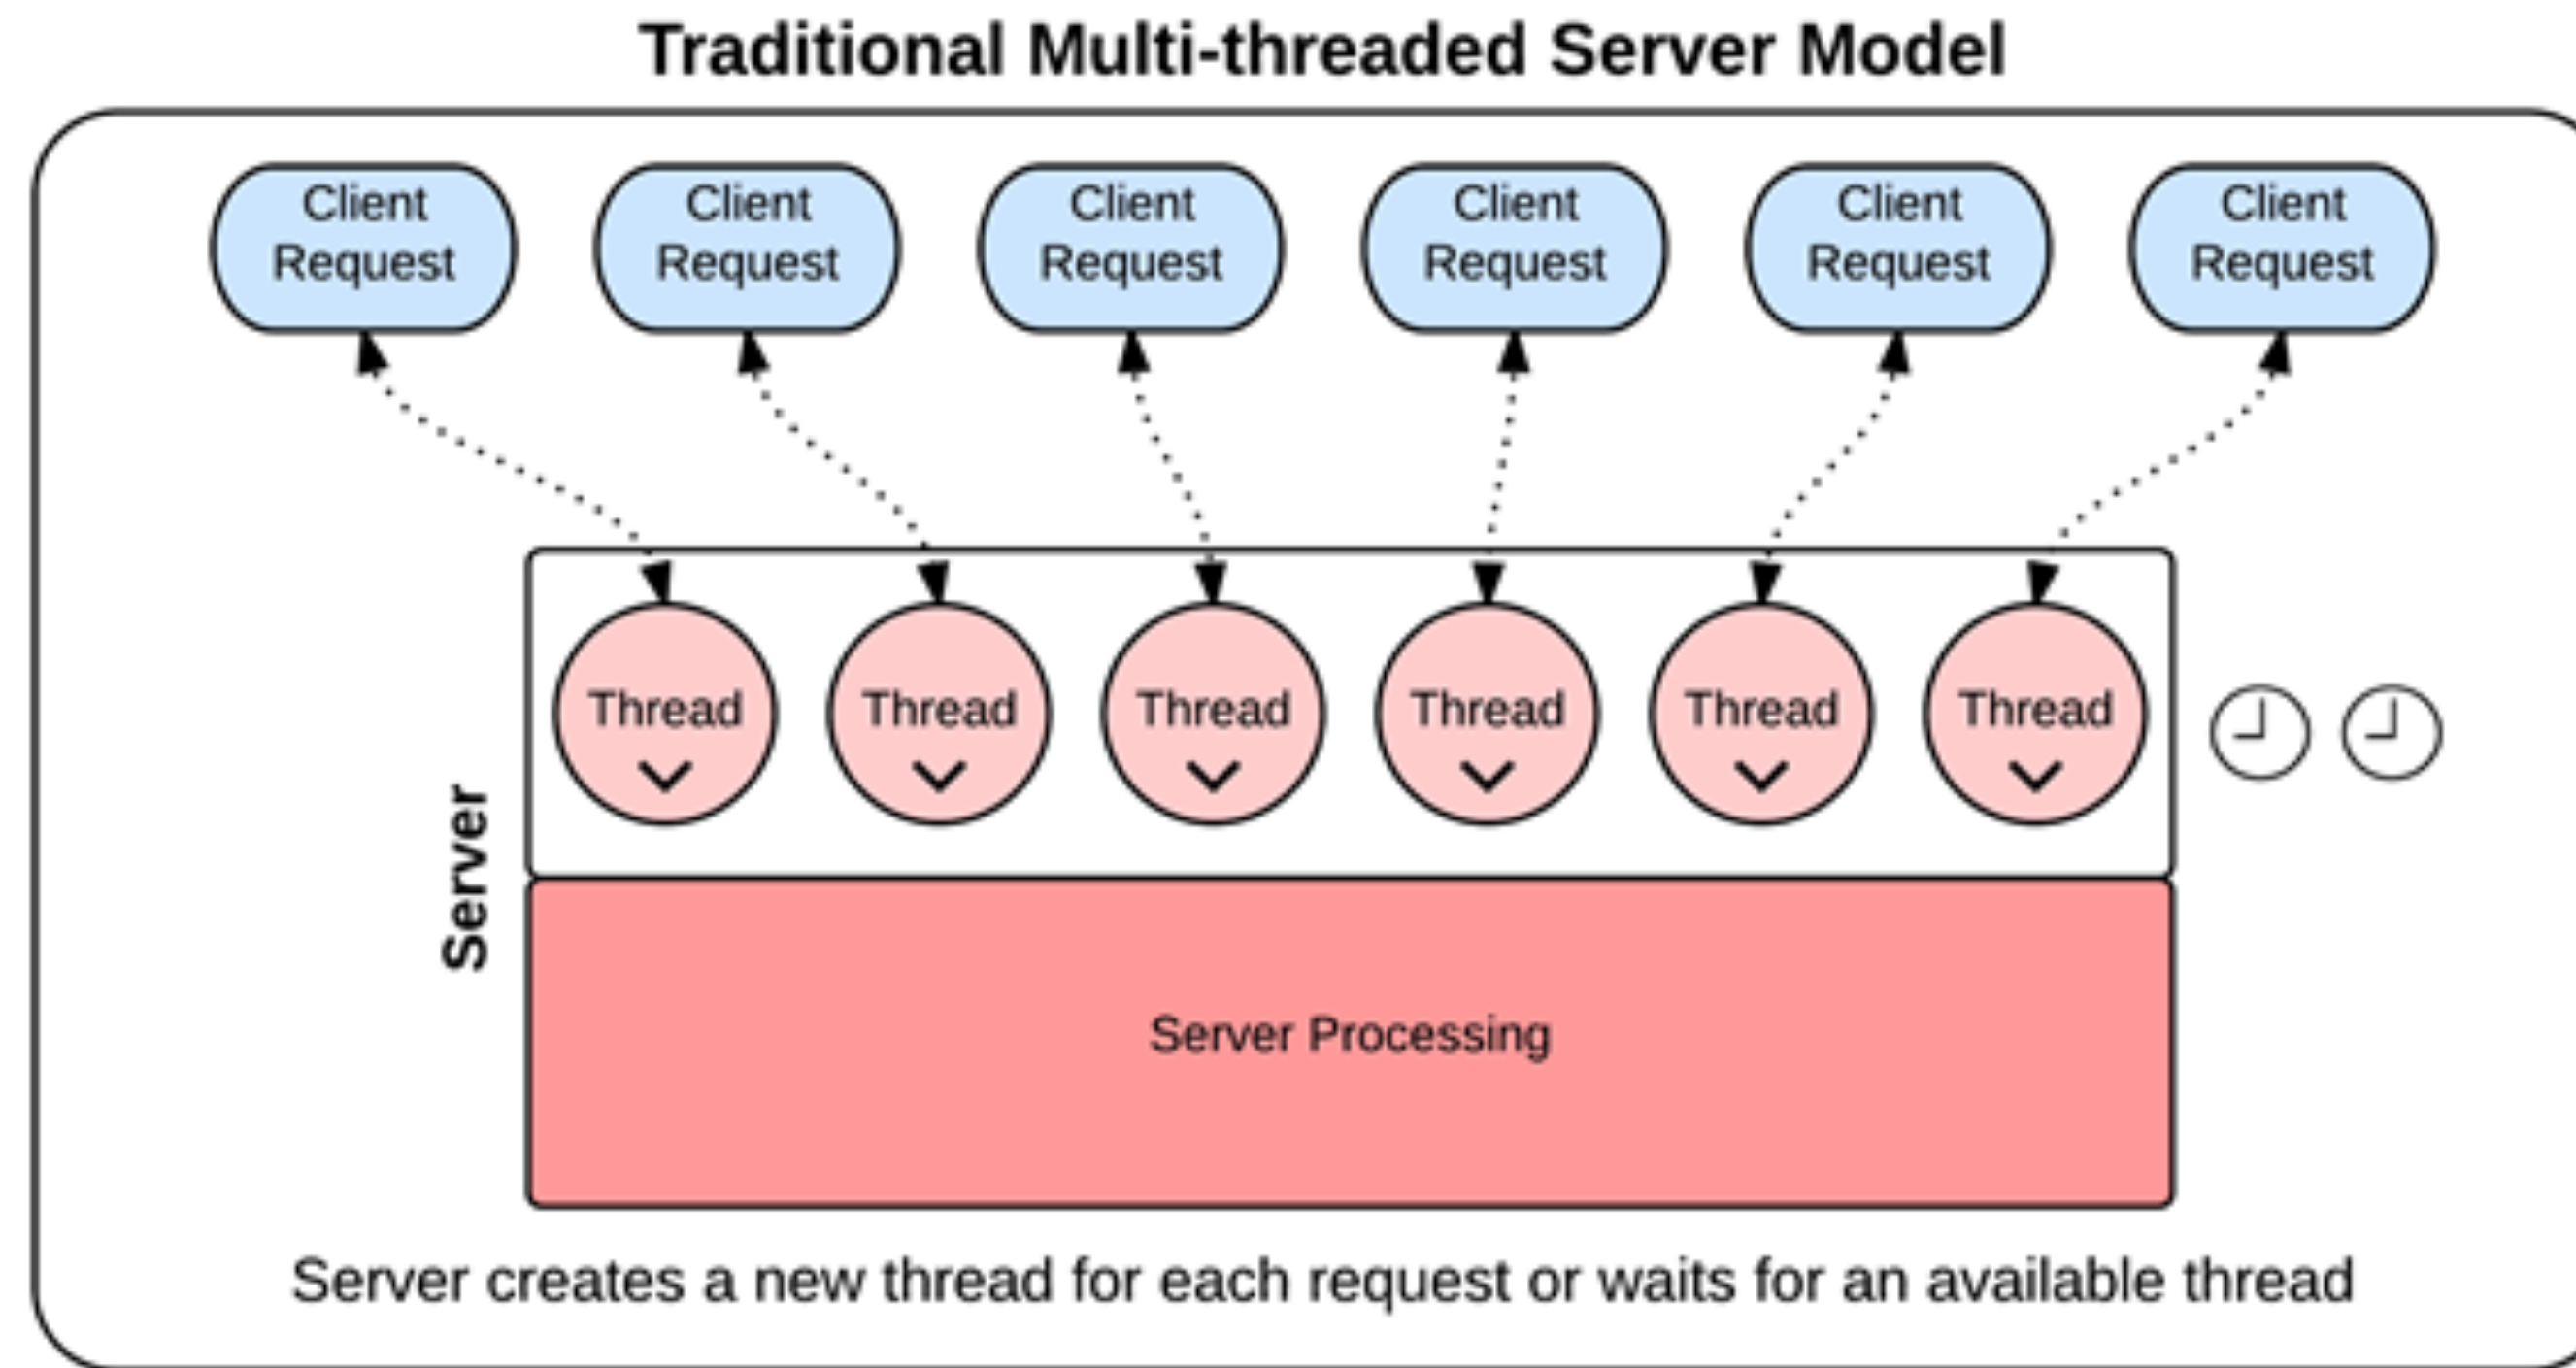 Traditional Multi-threaded Server Model
Client
Request
Client
Request
Client
Request
Client
Request
Client
Request
Client
Request
Thread
Thread
Thread
Thread
Thread
Thread
Server
Server Processing
Server creates a new thread for each request or waits for an available thread